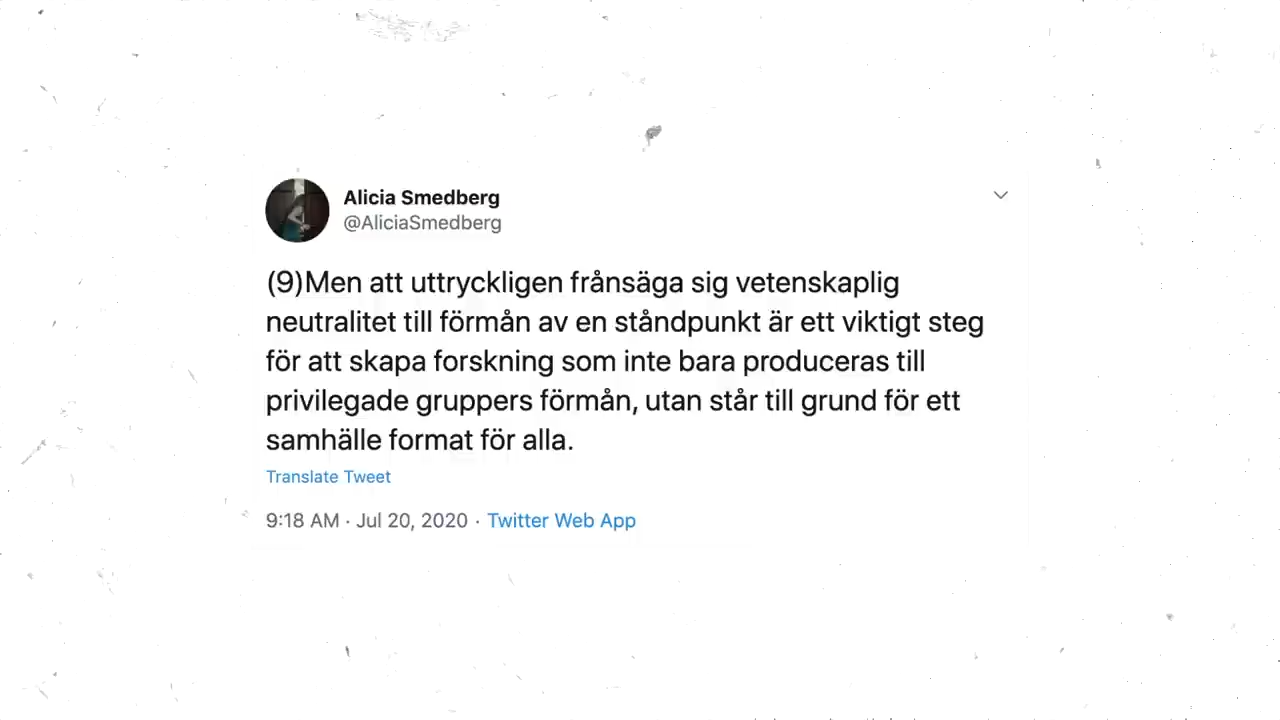 Alicia Smedberg
@AliciaSmedberg
(9)Men att uttryckligen frånsäga sig vetenskaplig
neutralitet till förmån av en ståndpunkt är ett viktigt steg
för att skapa forskning som inte bara produceras till
privilegade gruppers förmån, utan står till grund för ett
samhälle format för alla.
Translate Tweet
9:18 AM · Jul 20, 2020 · Twitter Web App